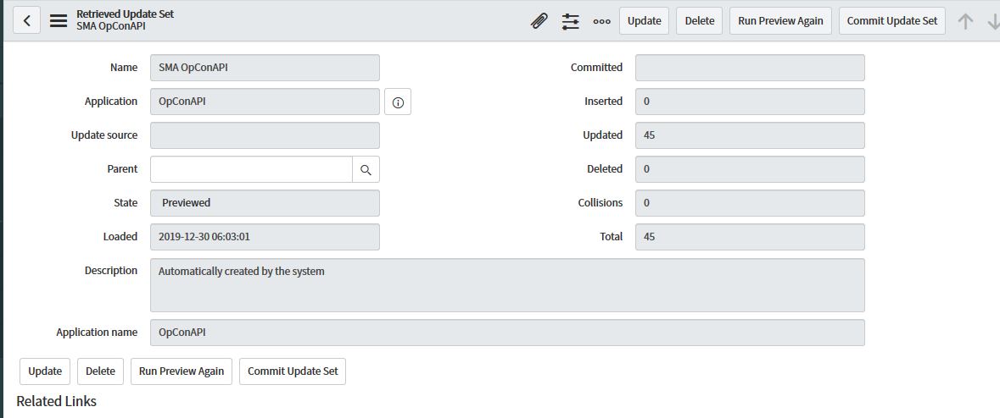 Retrieved Update Set
SMA OpConAPI
Update Delete Run Preview Again Commit Update Set
Name SMA OpConAPI Committed
Application OpConAPI Inserted 0
Update source Updated 45
Parent Deleted 0
State Previewed Collisions 0
Loaded 2019-12-30 06:03:01 Total 45
Description Automatically created by the system
Application name OpConAPI
Update Delete Run Preview Again Commit Update Set
Related Links